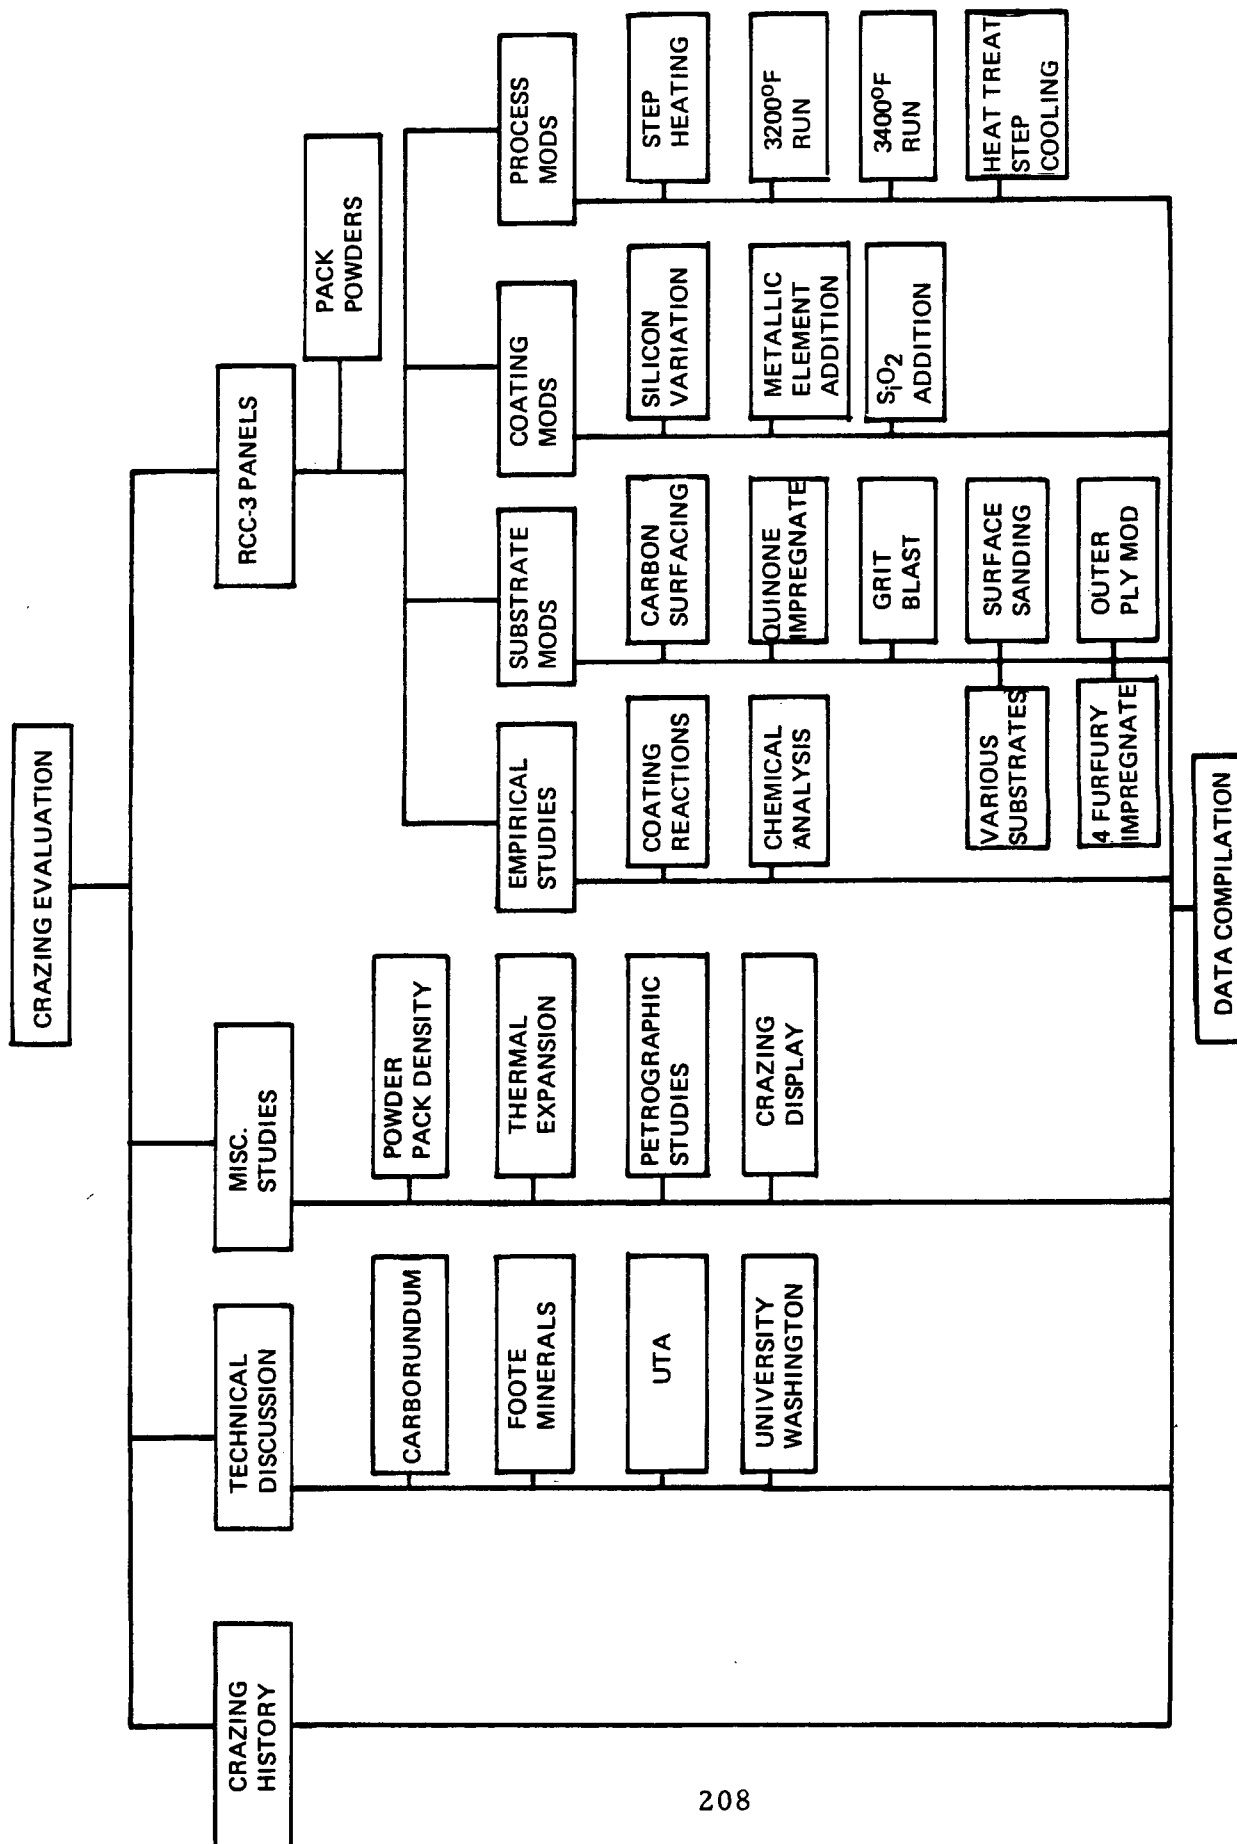 CRAZING EVALUATION
CRAZING
HISTORY
TECHNICAL
DISCUSSION
MISC.
STUDIES
RCC-3 PANELS
PACK
POWDERS
CARBORUNDUM
FOOTE
MINERALS
UTA
UNIVERSITY
WASHINGTON
POWDER
PACK DENSITY
THERMAL
EXPANSION
PETROGRAPHIC
STUDIES
CRAZING
DISPLAY
EMPIRICAL
STUDIES
COATING
REACTIONS
CHEMICAL
ANALYSIS
SUBSTRATE
MODS
CARBON
SURFACING
QUINONE
IMPREGNATE
GRIT
BLAST
VARIOUS
SUBSTRATES
SURFACE
SANDING
4 FURFURY
IMPREGNATE
OUTER
PLY MOD
COATING
MODS
SILICON
VARIATION
METALLIC
ELEMENT
ADDITION
SiO2
ADDITION
PROCESS
MODS
STEP
HEATING
3200°F
RUN
3400°F
RUN
HEAT TREAT
STEP
COOLING
DATA COMPILATION
208